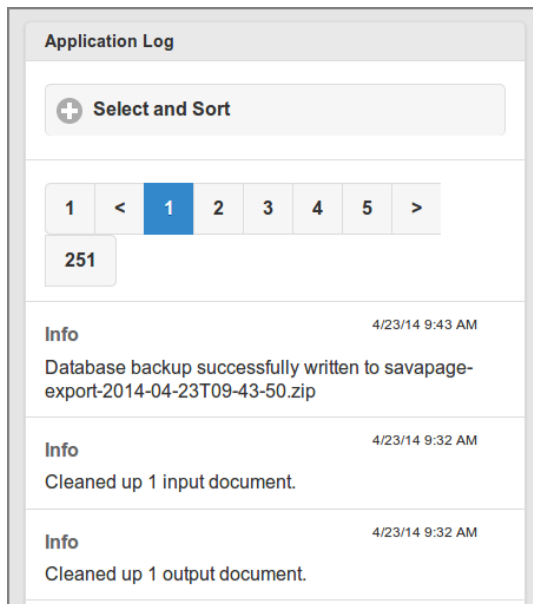 Application Log
Select and Sort
1 < 1 2 3 4 5 >
251
Info 4/23/14 9:43 AM
Database backup successfully written to savapage-
export-2014-04-23T09-43-50.zip
Info 4/23/14 9:32 AM
Cleaned up 1 input document.
Info 4/23/14 9:32 AM
Cleaned up 1 output document.